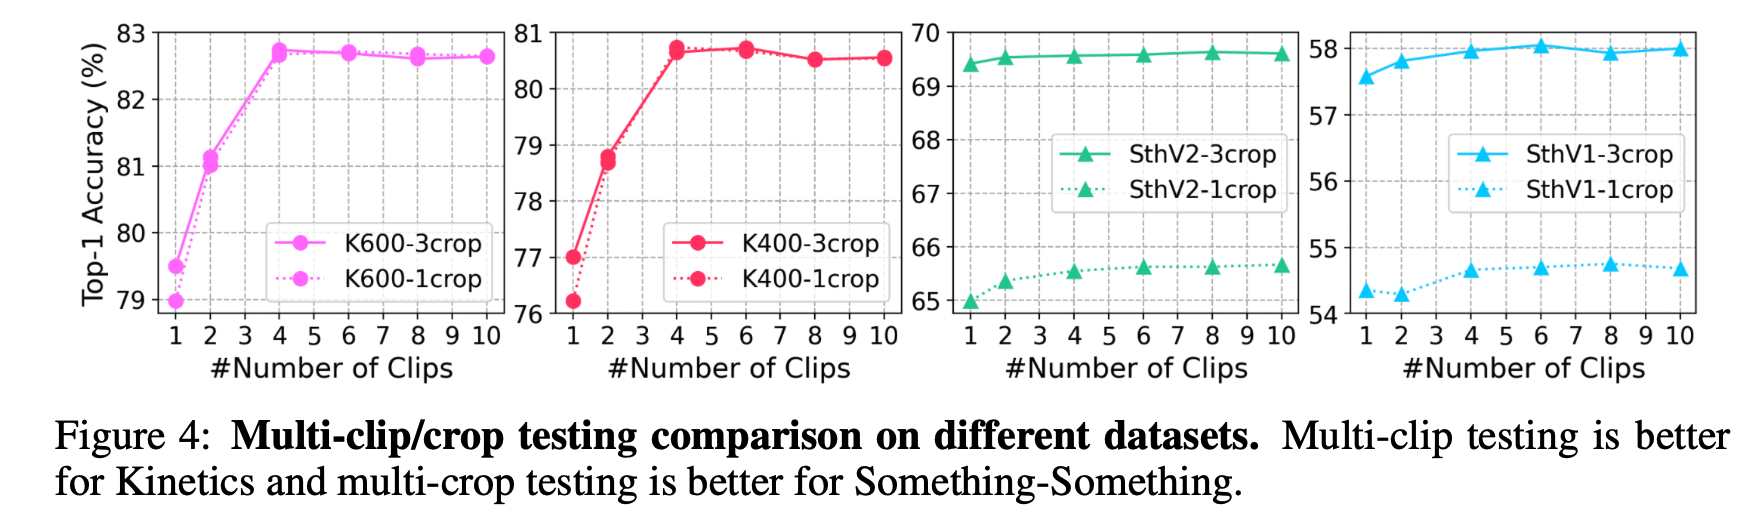 Top-1 Accuracy (%)
83
82
81
80
79
K600-3crop
K600-1crop
1 2 3 4 5 6 7 8 9 10
#Number of Clips
81
80
79
78
77
76
K400-3crop
K400-1crop
1 2 3 4 5 6 7 8 9 10
#Number of Clips
70
69
68
67
66
65
SthV2-3crop
SthV2-1crop
1 2 3 4 5 6 7 8 9 10
#Number of Clips
58
57
56
55
54
SthV1-3crop
SthV1-1crop
1 2 3 4 5 6 7 8 9 10
#Number of Clips
Figure 4: Multi-clip/crop testing comparison on different datasets. Multi-clip testing is better
for Kinetics and multi-crop testing is better for Something-Something.